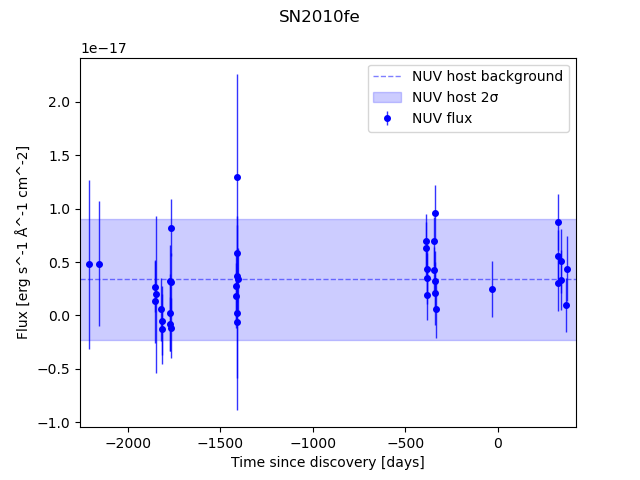 SN2010fe
1e−17
NUV host background
NUV host 2σ
NUV flux
2.0
1.5
1.0
0.5
0.0
−0.5
−1.0
Flux [erg s^-1 Å^-1 cm^-2]
−2000 −1500 −1000 −500 0
Time since discovery [days]